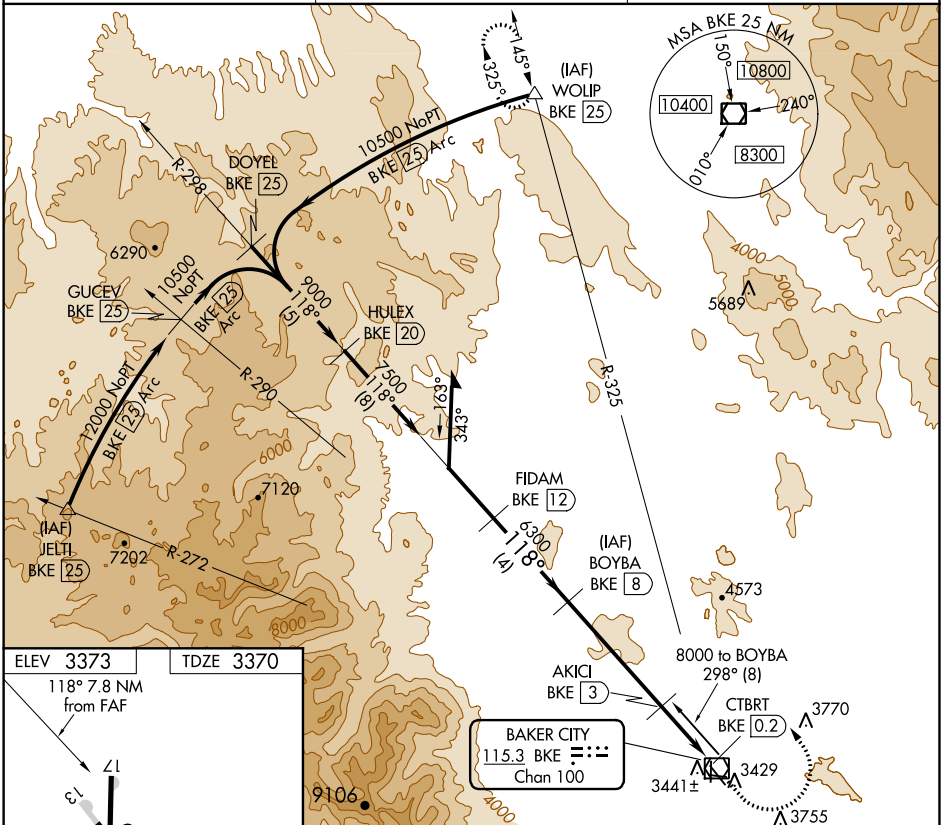 MSA BKE 25 NM
150°
10800
10400
240°
8300
010°
145°
325°
(IAF)
WOLIP
BKE 25
10500 NoPT
BKE 25 Arc
DOYEL
BKE 25
R-298
6290
GUCEV
BKE 25
10500
NoPT
BKE 25
Arc
9000
118°
(5)
HULEX
BKE 20
4000
5000
5689
7500
118°
(8)
12000 NoPT
BKE 25 Arc
R-290
R-325
163°
343°
6000
7120
FIDAM
BKE 12
(IAF)
JELTI
BKE 25
7202
R-272
6300
118°
(4)
(IAF)
BOYBA
BKE 8
4573
8000
ELEV 3373
TDZE 3370
118° 7.8 NM
from FAF
17
13
AKICI
BKE 3
8000 to BOYBA
298° (8)
CTBRT
BKE 0.2
3770
BAKER CITY
115.3 BKE
Chan 100
3441±
3429
9106
4000
3755